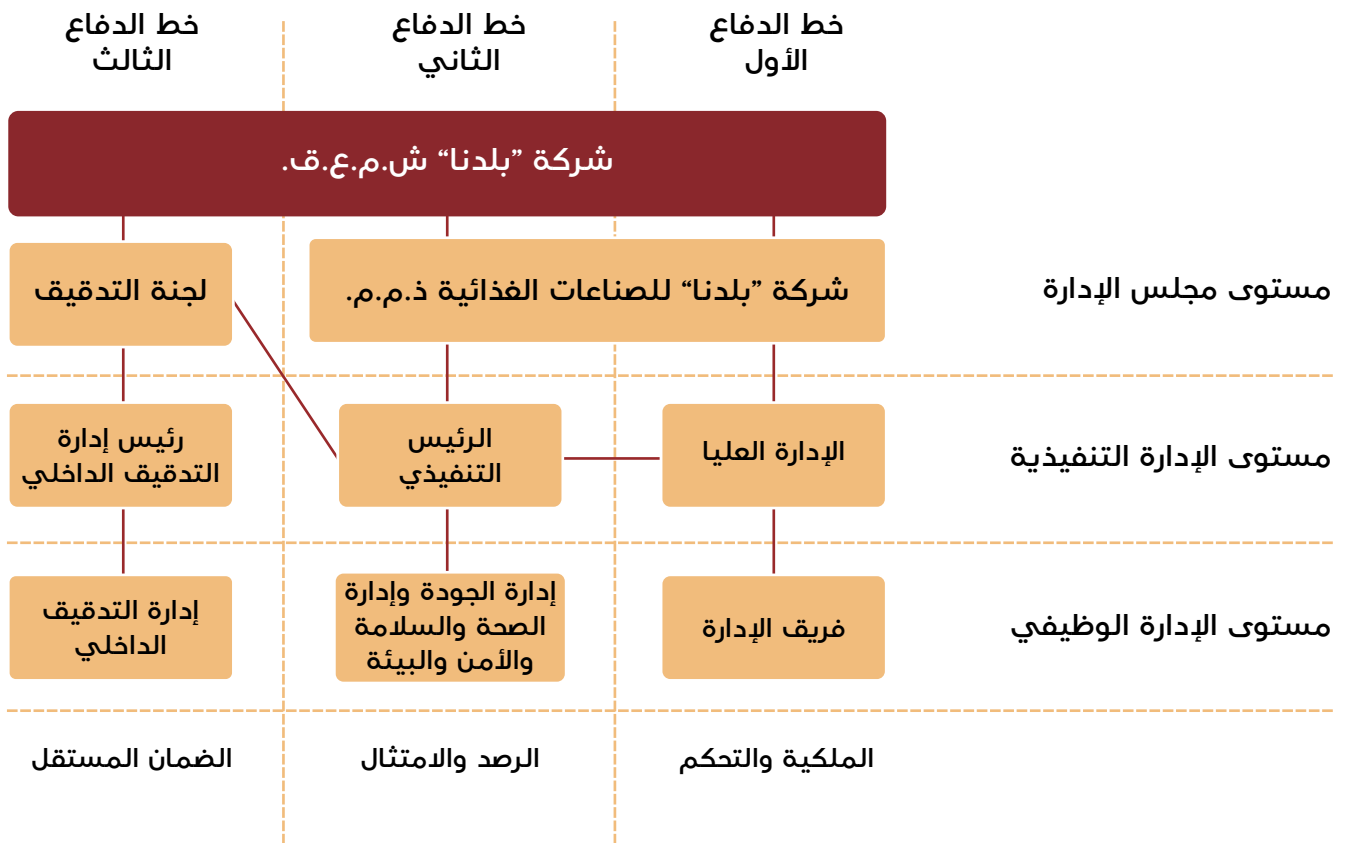 خط الدفاع
الأول
خط الدفاع
الثاني
خط الدفاع
الثالث
شركة ”بلدنا“ ش.م.ع.ق.
مستوى مجلس الإدارة
شركة ”بلدنا“ للصناعات الغذائية ذ.م.م.
لجنة التدقيق
مستوى الإدارة التنفيذية
الإدارة العليا
الرئيس
التنفيذي
رئيس إدارة
التدقيق الداخلي
مستوى الإدارة الوظيفي
فريق الإدارة
إدارة الجودة وإدارة
الصحة والسلامة
والأمن والبيئة
إدارة التدقيق
الداخلي
الملكية والتحكم
الرصد والامتثال
الضمان المستقل